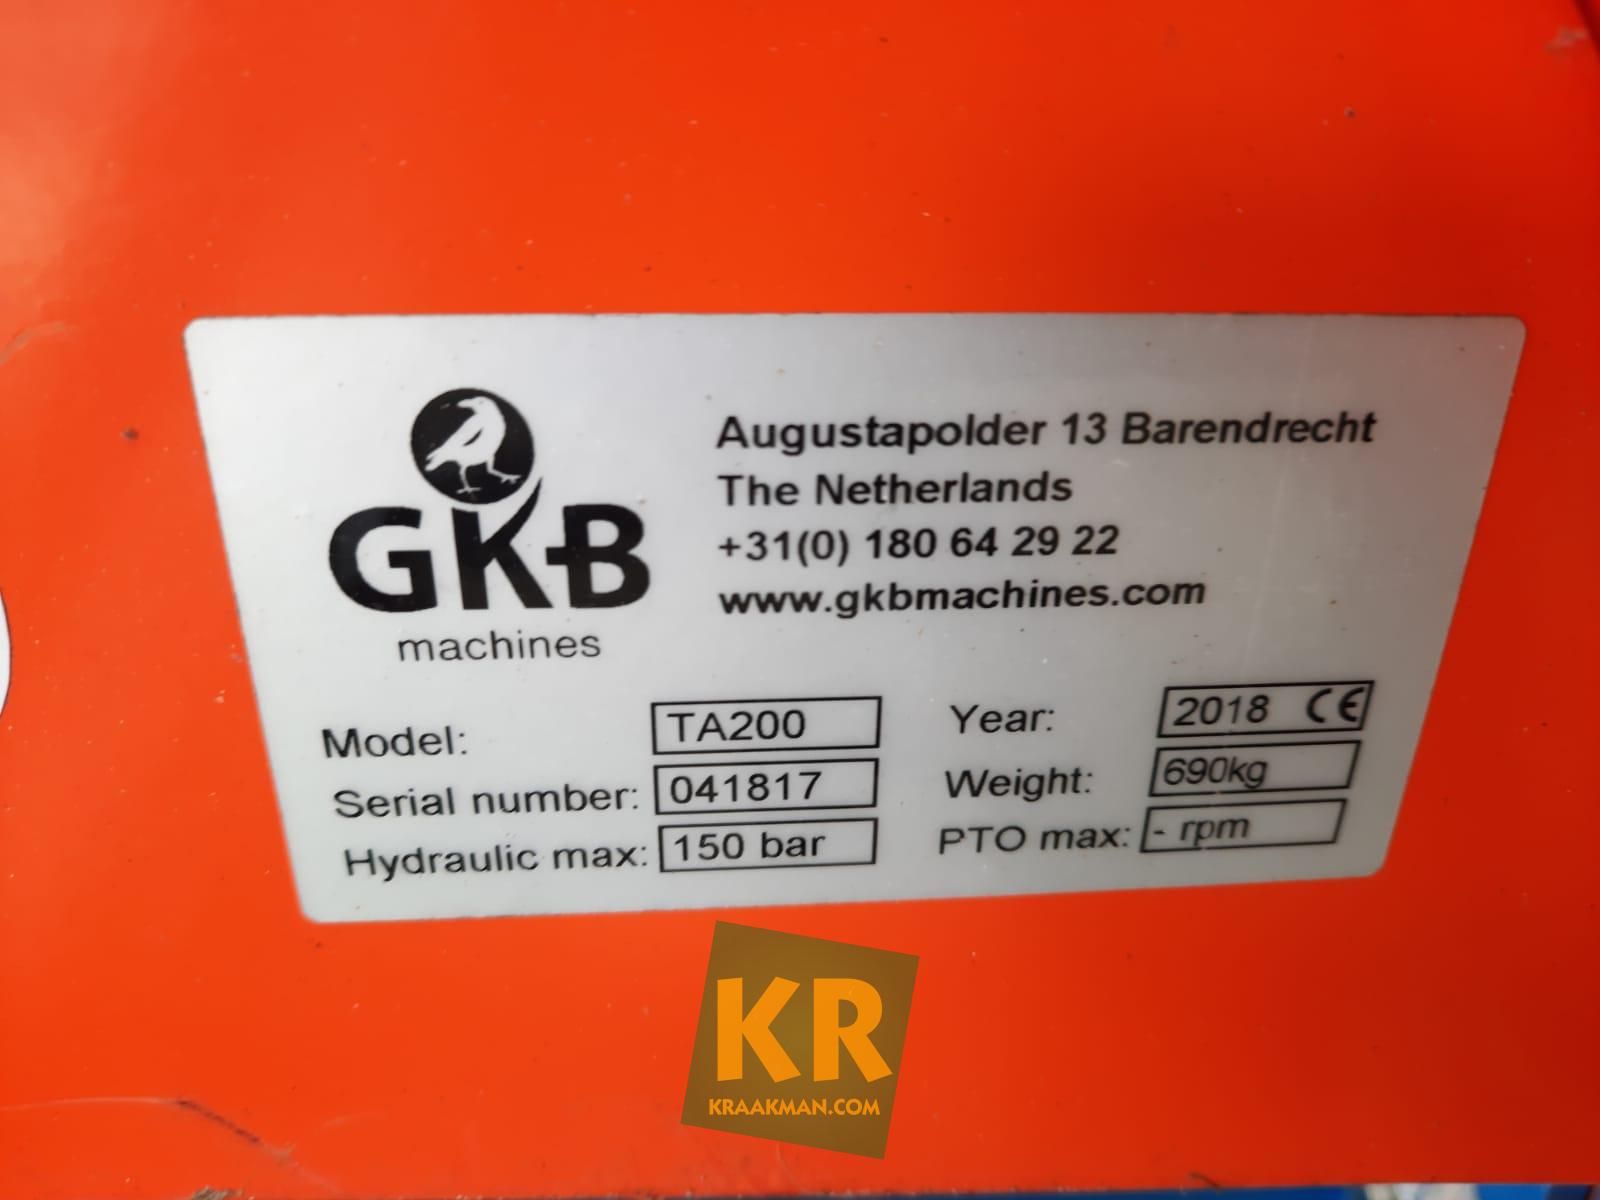 GKB
machines
Augustapolder 13 Barendrecht
The Netherlands
+31(0) 180 64 29 22
www.gkbmachines.com
Model: TA200
Serial number: 041817
Hydraulic max: 150 bar
Year: 2018 CE
Weight: 690kg
PTO max: - rpm
KR
KRAAKMAN.COM